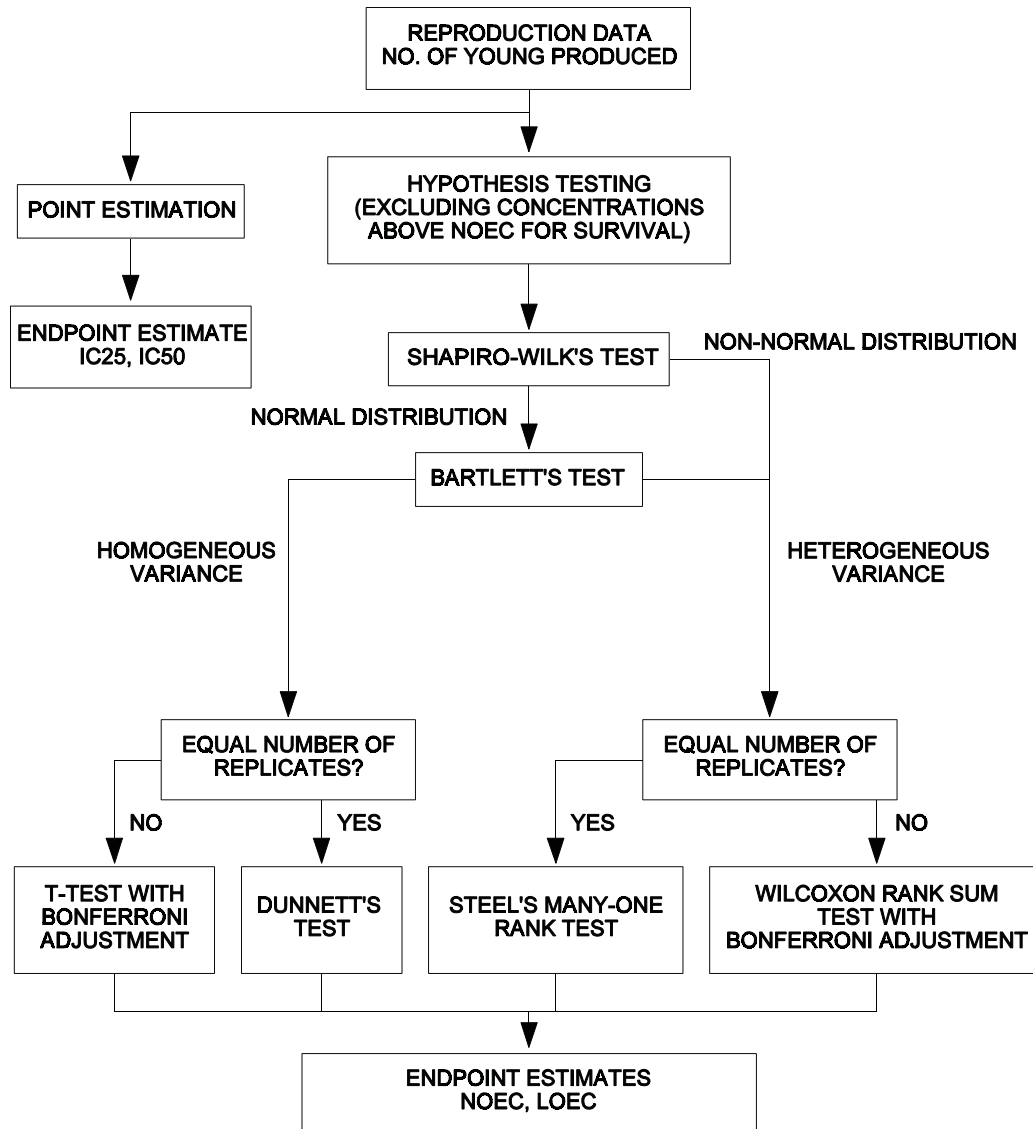 REPRODUCTION DATA
NO. OF YOUNG PRODUCED
POINT ESTIMATION
HYPOTHESIS TESTING
(EXCLUDING CONCENTRATIONS
ABOVE NOEC FOR SURVIVAL)
ENDPOINT ESTIMATE
IC25, IC50
SHAPIRO-WILK'S TEST
NON-NORMAL DISTRIBUTION
NORMAL DISTRIBUTION
BARTLETT'S TEST
HOMOGENEOUS
VARIANCE
HETEROGENEOUS
VARIANCE
EQUAL NUMBER OF
REPLICATES?
EQUAL NUMBER OF
REPLICATES?
NO
YES
YES
NO
T-TEST WITH
BONFERRONI
ADJUSTMENT
DUNNETT'S
TEST
STEEL'S MANY-ONE
RANK TEST
WILCOXON RANK SUM
TEST WITH
BONFERRONI ADJUSTMENT
ENDPOINT ESTIMATES
NOEC, LOEC